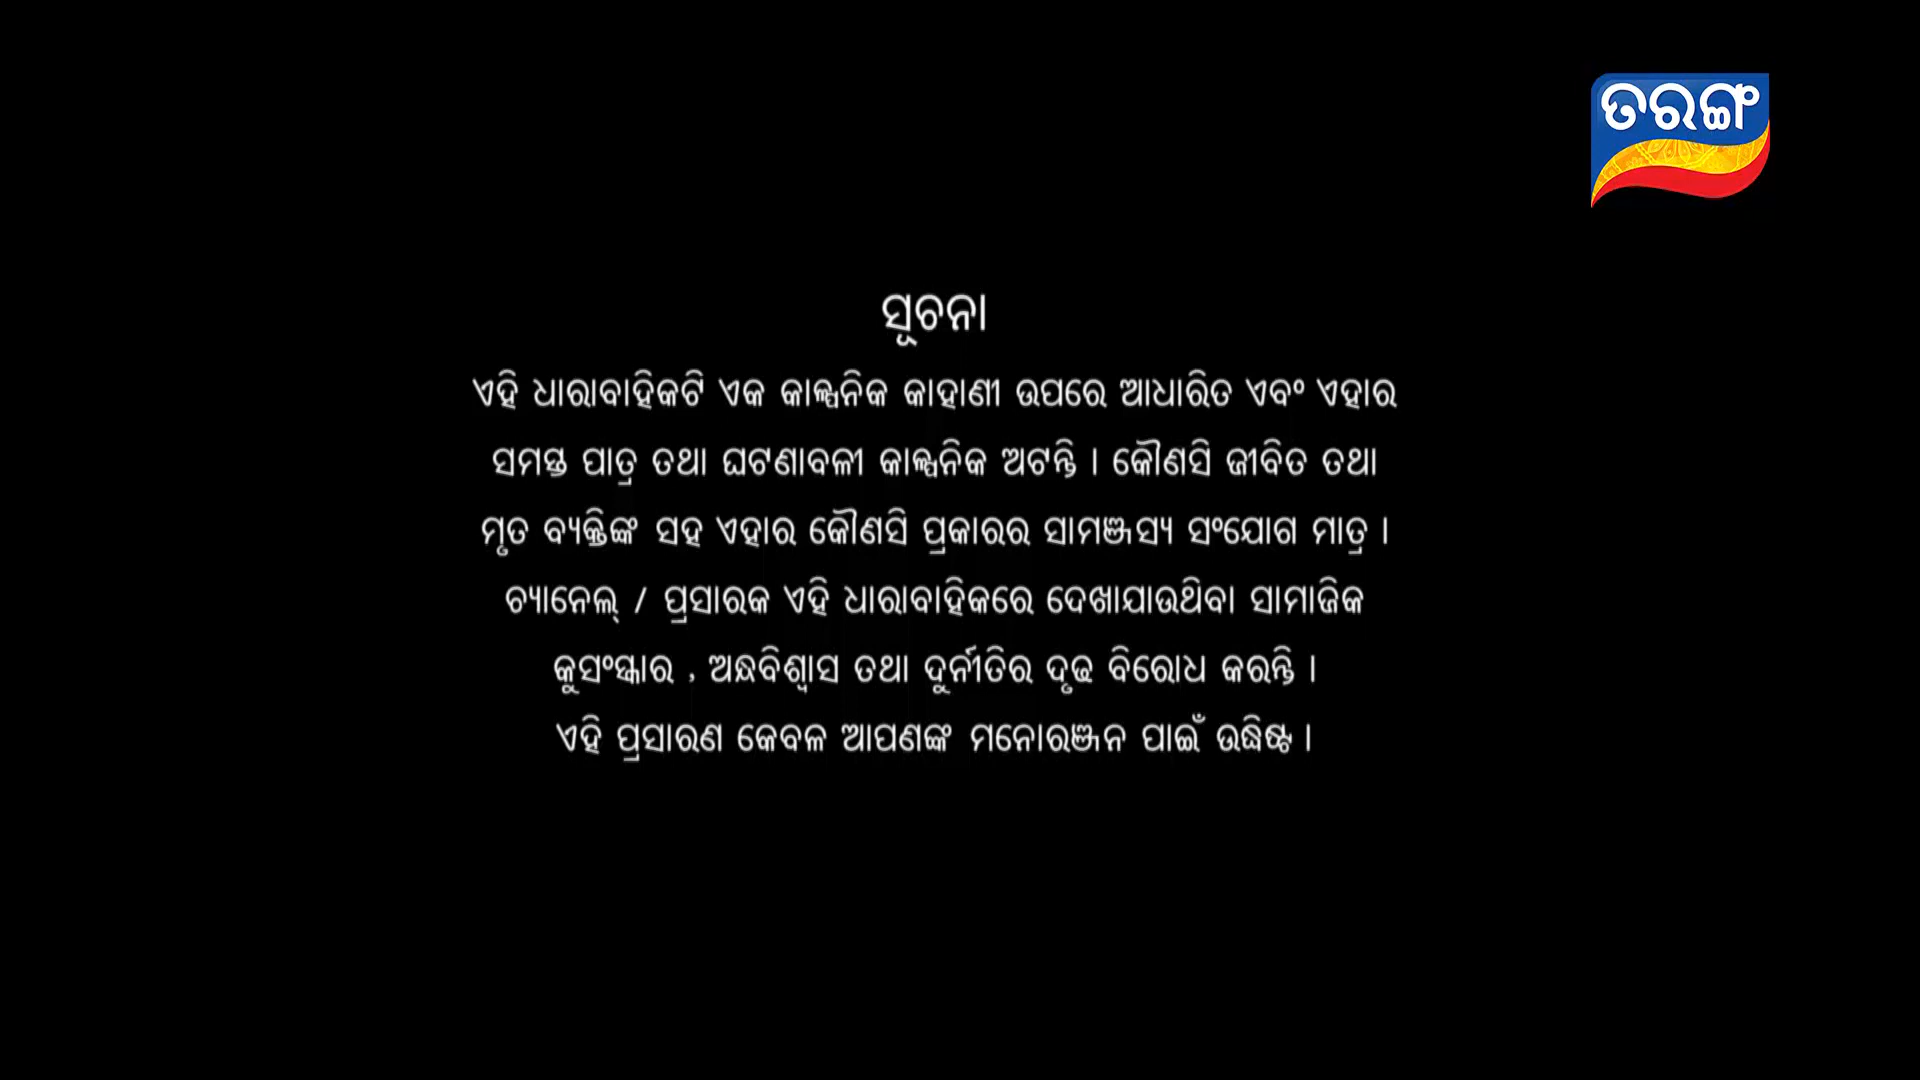 ତରଙ୍ଗ
ସୂଚନା
ଏହି ଧାରାବାହିକଟି ଏକ କାଳ୍ପନିକ କାହାଣୀ ଉପରେ ଆଧାରିତ ଏବଂ ଏହାର
ସମସ୍ତ ପାତ୍ର ତଥା ଘଟଣାବଳୀ କାଳ୍ପନିକ ଅଟନ୍ତି । କୌଣସି ଜୀବିତ ତଥା
ମୃତ ବ୍ୟକ୍ତିଙ୍କ ସହ ଏହାର କୌଣସି ପ୍ରକାରର ସାମଞ୍ଜସ୍ୟ ସଂଯୋଗ ମାତ୍ର ।
ଚ୍ୟାନେଲ୍ / ପ୍ରସାରକ ଏହି ଧାରାବାହିକରେ ଦେଖାଯାଉଥିବା ସାମାଜିକ
କୁସଂସ୍କାର , ଅନ୍ଧବିଶ୍ୱାସ ତଥା ଦୁର୍ନୀତିର ଦୃଢ ବିରୋଧ କରନ୍ତି ।
ଏହି ପ୍ରସାରଣ କେବଳ ଆପଣଙ୍କ ମନୋରଞ୍ଜନ ପାଇଁ ଉଦ୍ଧିଷ୍ଟ ।